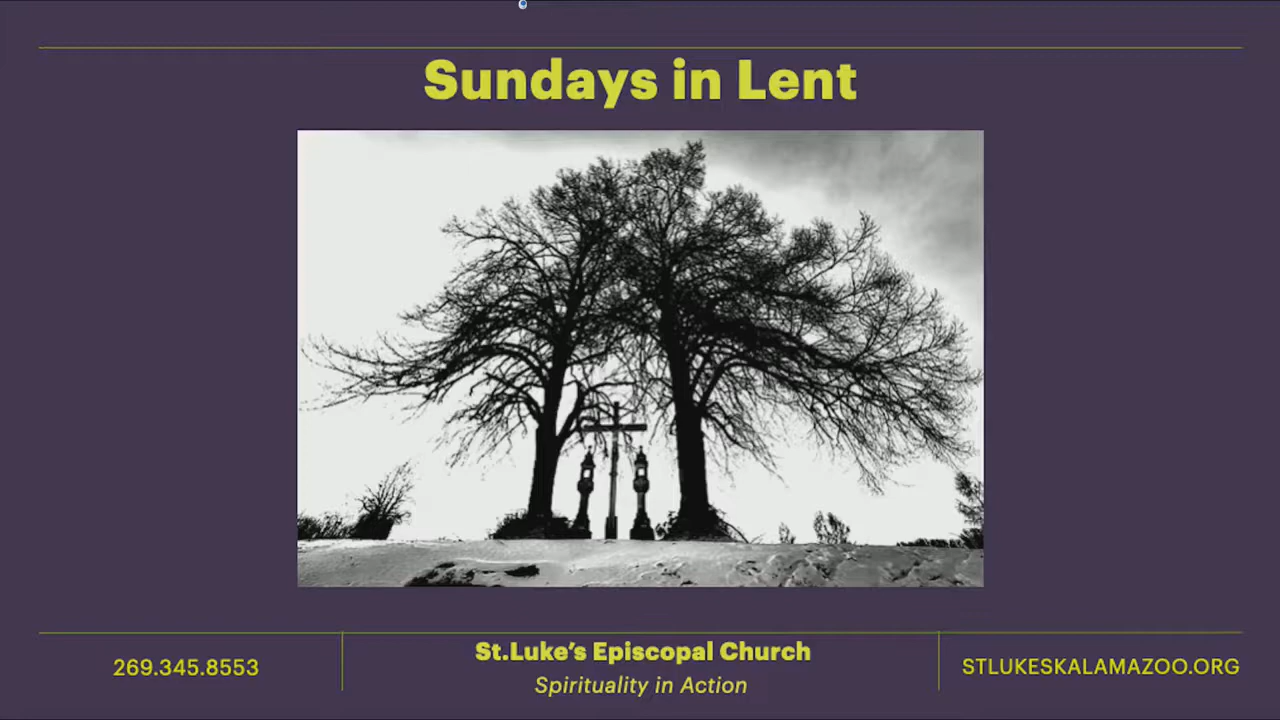 Sundays in Lent
269.345.8553
St.Luke's Episcopal Church
Spirituality in Action
STLUKESKALAMAZOO.ORG